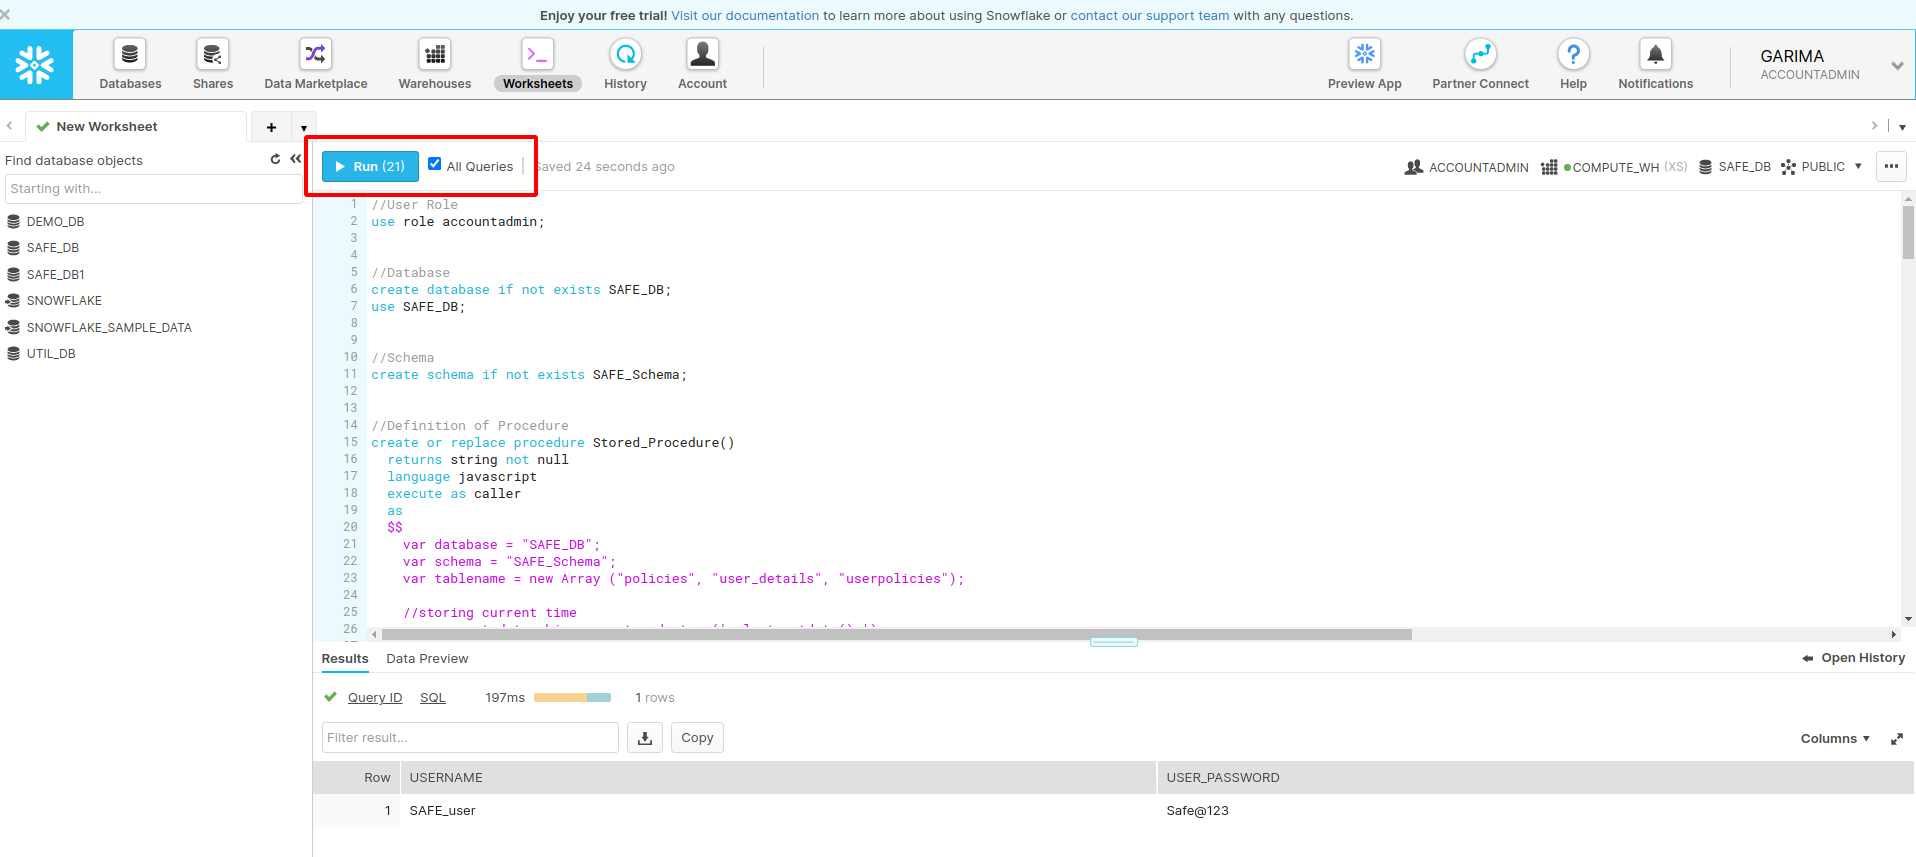 Enjoy your free trial! Visit our documentation to learn more about using Snowflake or contact our support team with any questions.
Databases
Shares
Data Marketplace
Warehouses
Worksheets
History
Account
Preview App
Partner Connect
Help
Notifications
GARIMA
ACCOUNTADMIN
New Worksheet
Find database objects
Starting with...
DEMO_DB
SAFE_DB
SAFE_DB1
SNOWFLAKE
SNOWFLAKE_SAMPLE_DATA
UTIL_DB
Run (21) All Queries Saved 24 seconds ago
ACCOUNTADMIN COMPUTE_WH (XS) SAFE_DB PUBLIC
1 //User Role
2 use role accountadmin;
3
4
5 //Database
6 create database if not exists SAFE_DB;
7 use SAFE_DB;
8
9
10 //Schema
11 create schema if not exists SAFE_Schema;
12
13
14 //Definition of Procedure
15 create or replace procedure Stored_Procedure()
16 returns string not null
17 language javascript
18 execute as caller
19 as
20 $$
21 var database = "SAFE_DB";
22 var schema = "SAFE_Schema";
23 var tablename = new Array ("policies", "user_details", "userpolicies");
24
25 //storing current time
26
Results Data Preview
Open History
Query ID SQL 197ms 1 rows
Filter result...
Copy
Columns
Row USERNAME USER_PASSWORD
1 SAFE_user Safe@123